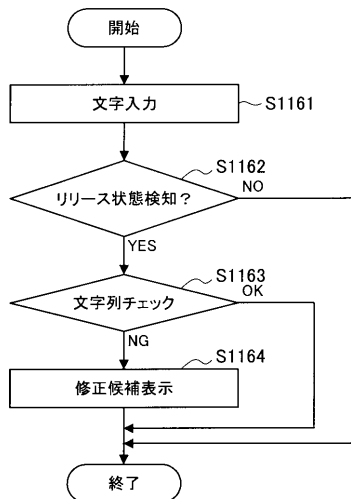 開始
文字入力
S1161
リリース状態検知？
S1162
NO
YES
文字列チェック
S1163
OK
NG
修正候補表示
S1164
終了